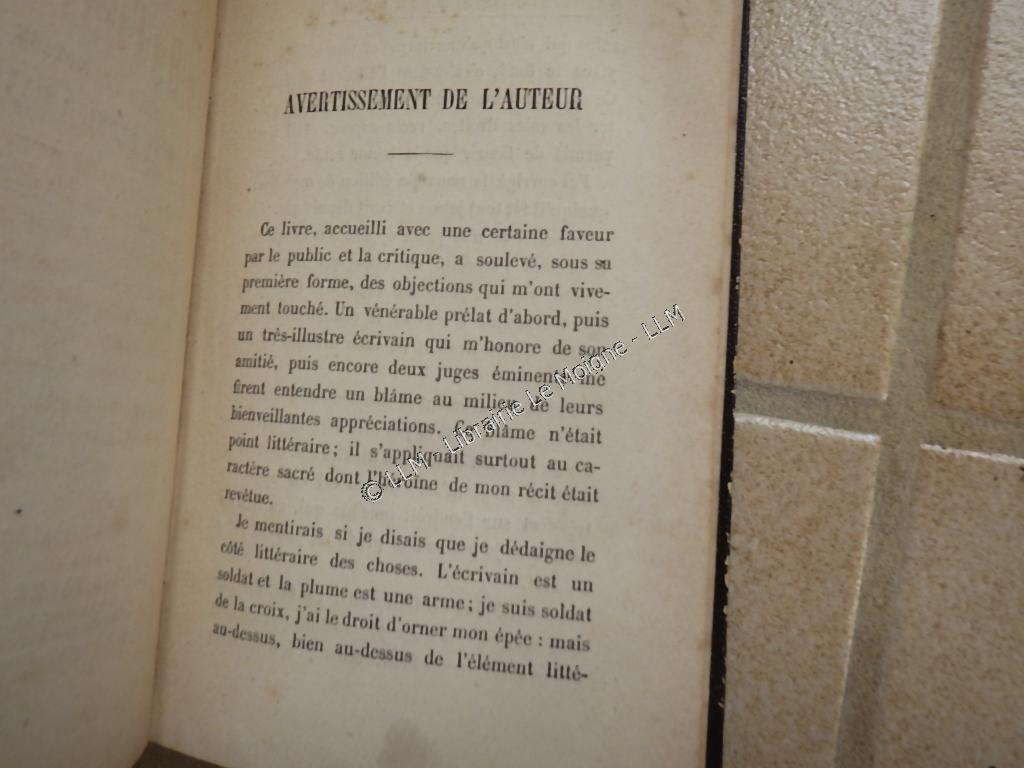 AVERTISSEMENT DE L'AUTEUR
Ce livre, accueilli avec une certaine faveur
par le public et la critique, a soulevé, sous sa
première forme, des objections qui m'ont vive-
ment touché. Un vénérable prélat d'abord, puis
un très-illustre écrivain qui m'honore de son
amitié, puis encore deux juges éminents me
firent entendre un blâme au milieu de leurs
bienveillantes appréciations. Ce blâme n'était
point littéraire; il s'appliquait surtout au ca-
ractère sacré dont l'héroïne de mon récit était
revêtue.
Je mentirais si je disais que je dédaigne le
côté littéraire des choses. L'écrivain est un
soldat et la plume est une arme; je suis soldat
de la croix, j'ai le droit d'orner mon épée : mais
au-dessus, bien au-dessus de l'élément litté-
© LLM - Librairie Le Moigne - LLM